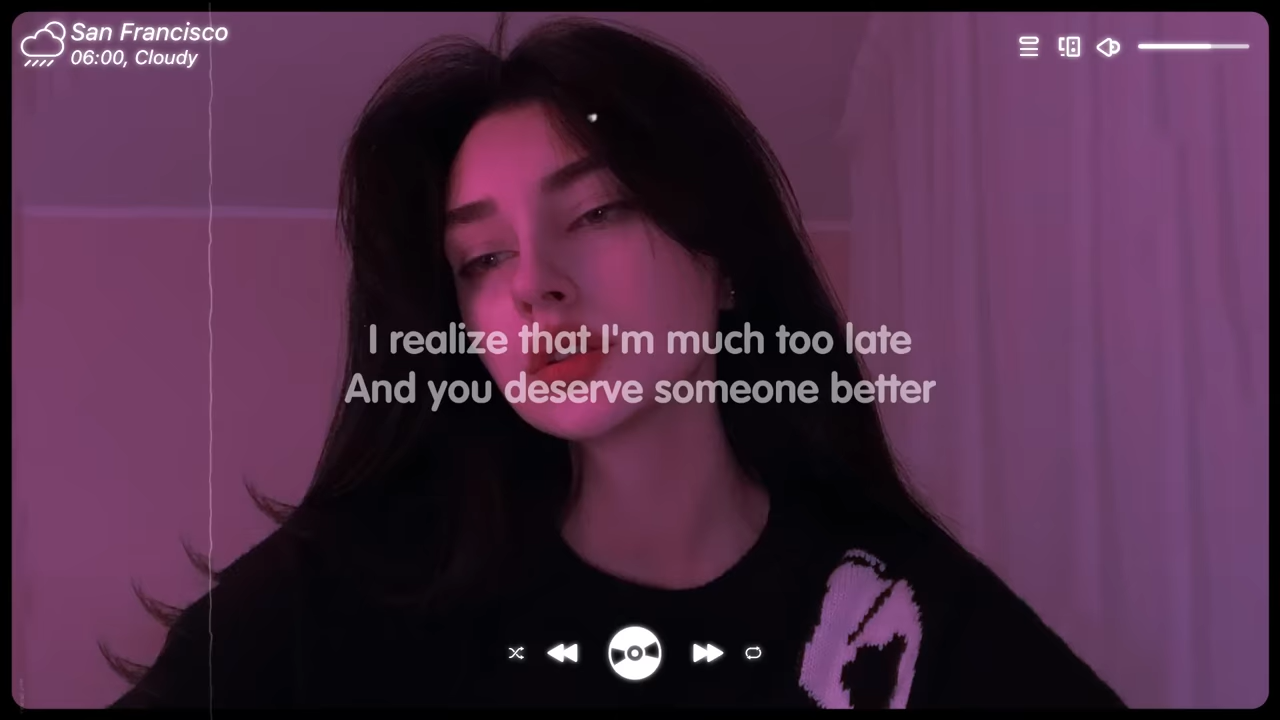 San Francisco
06:00, Cloudy
I realize that I'm much too late
And you deserve someone better